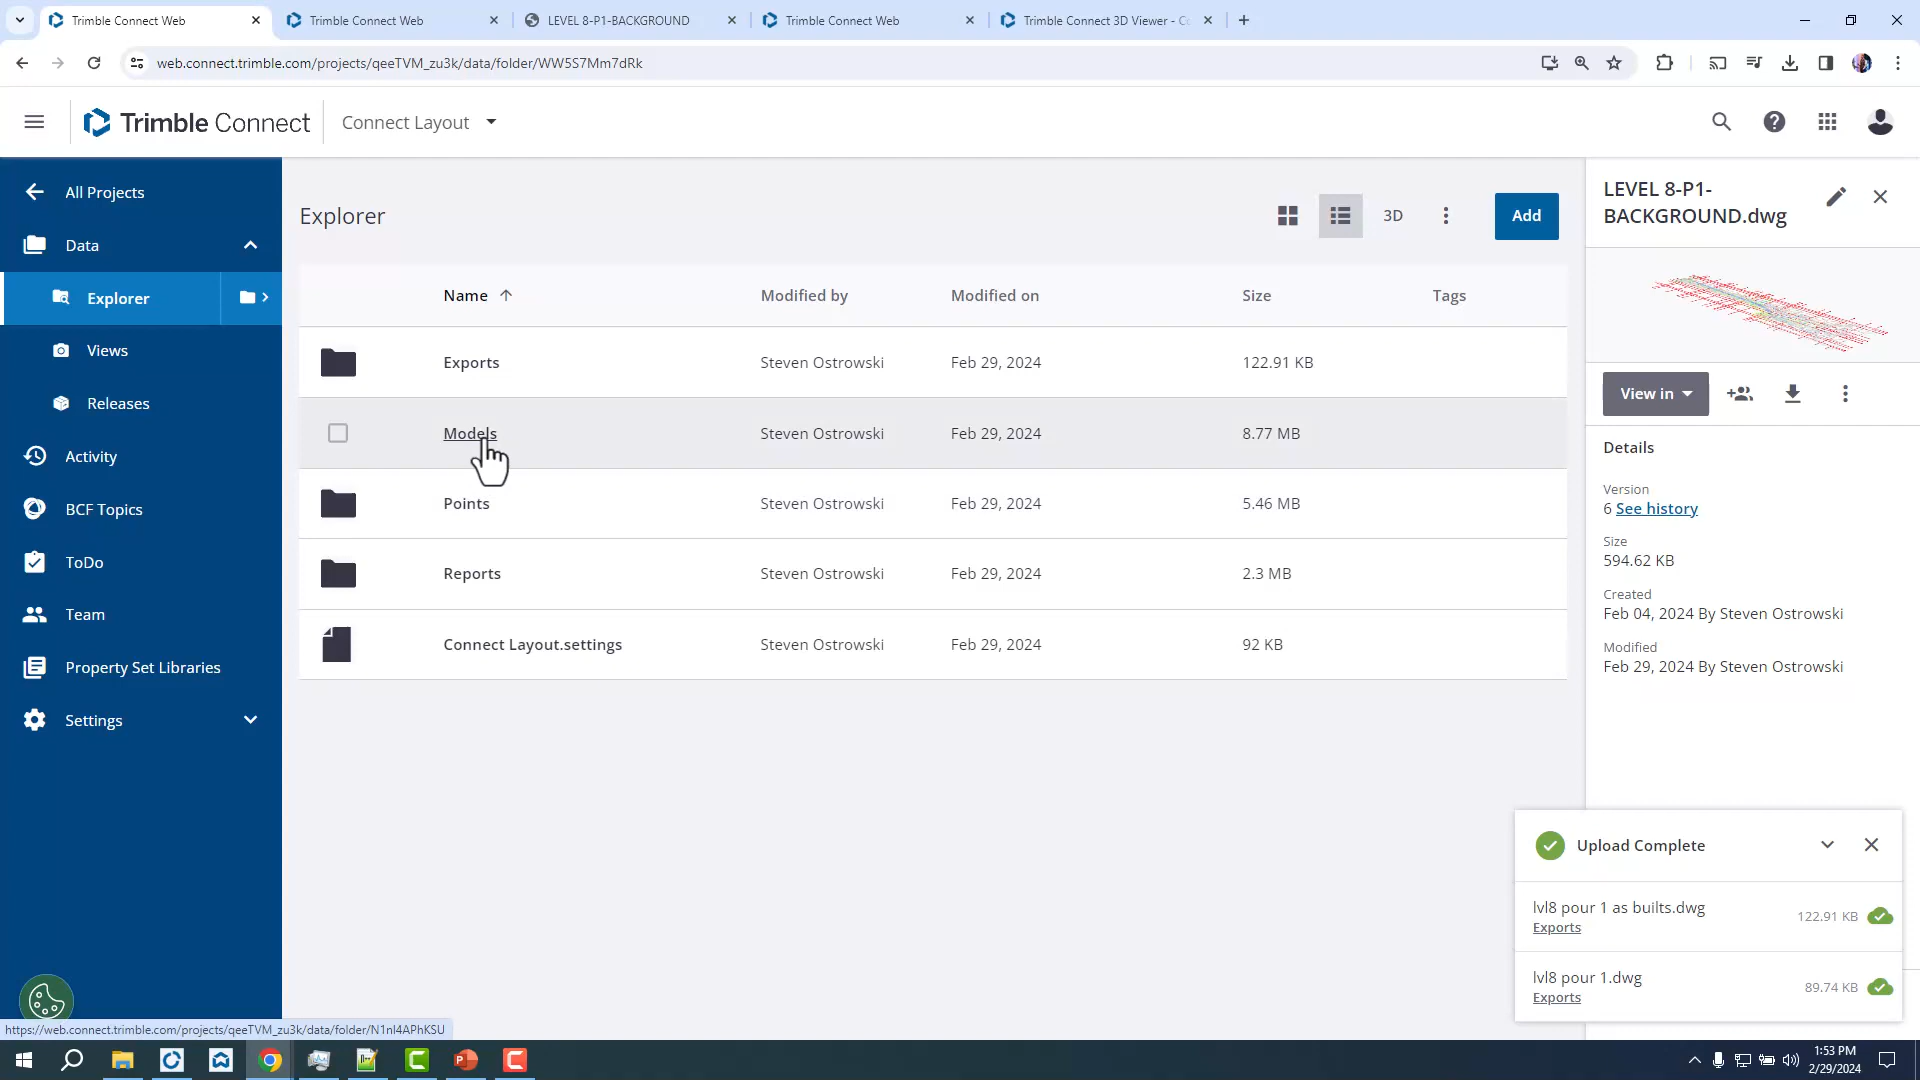 Trimble Connect Web
Trimble Connect Web
LEVEL 8-P1-BACKGROUND
Trimble Connect Web
Trimble Connect 3D Viewer - Co
web.connect.trimble.com/projects/qeeTVM_zu3k/data/folder/WW5S7Mm7dRk
Trimble Connect
Connect Layout
All Projects
Data
Explorer
Views
Releases
Activity
BCF Topics
ToDo
Team
Property Set Libraries
Settings
Explorer
3D
Add
Name Modified by Modified on Size Tags
Exports Steven Ostrowski Feb 29, 2024 122.91 KB
Models Steven Ostrowski Feb 29, 2024 8.77 MB
Points Steven Ostrowski Feb 29, 2024 5.46 MB
Reports Steven Ostrowski Feb 29, 2024 2.3 MB
Connect Layout.settings Steven Ostrowski Feb 29, 2024 92 KB
LEVEL 8-P1-
BACKGROUND.dwg
View in
Details
Version
6 See history
Size
594.62 KB
Created
Feb 04, 2024 By Steven Ostrowski
Modified
Feb 29, 2024 By Steven Ostrowski
Upload Complete
lvl8 pour 1 as builts.dwg
Exports
122.91 KB
lvl8 pour 1.dwg
Exports
89.74 KB
https://web.connect.trimble.com/projects/qeeTVM_zu3k/data/folder/N1nI4APhKSU
1:53 PM
2/29/2024